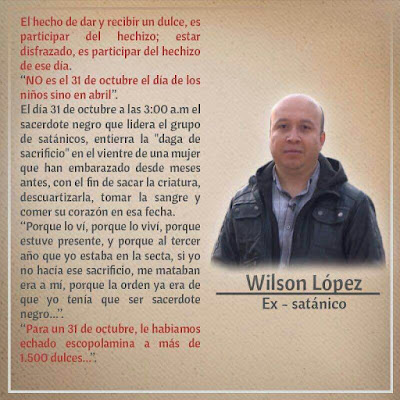 El hecho de dar y recibir un dulce, es
participar del hechizo; estar
disfrazado, es participar del hechizo
de ese día.
"NO es el 31 de octubre el día de los
niños sino en abril".
El día 31 de octubre a las 3:00 a.m el
sacerdote negro que lidera el grupo
de satánicos, entierra la "daga de
sacrificio" en el vientre de una mujer
que han embarazado desde meses
antes, con el fin de sacar la criatura,
descuartizarla, tomar la sangre y
comer su corazón en esa fecha.
"Porque lo ví, porque lo viví, porque
estuve presente, y porque al tercer
año que yo estaba en la secta, si yo
no hacía ese sacrificio, me mataban
era a mí, porque la orden ya era de
que yo tenía que ser sacerdote
negro...".
"Para un 31 de octubre, le habiamos
echado escopolamina a más de
1.500 dulces...".
Wilson López
Ex - satánico